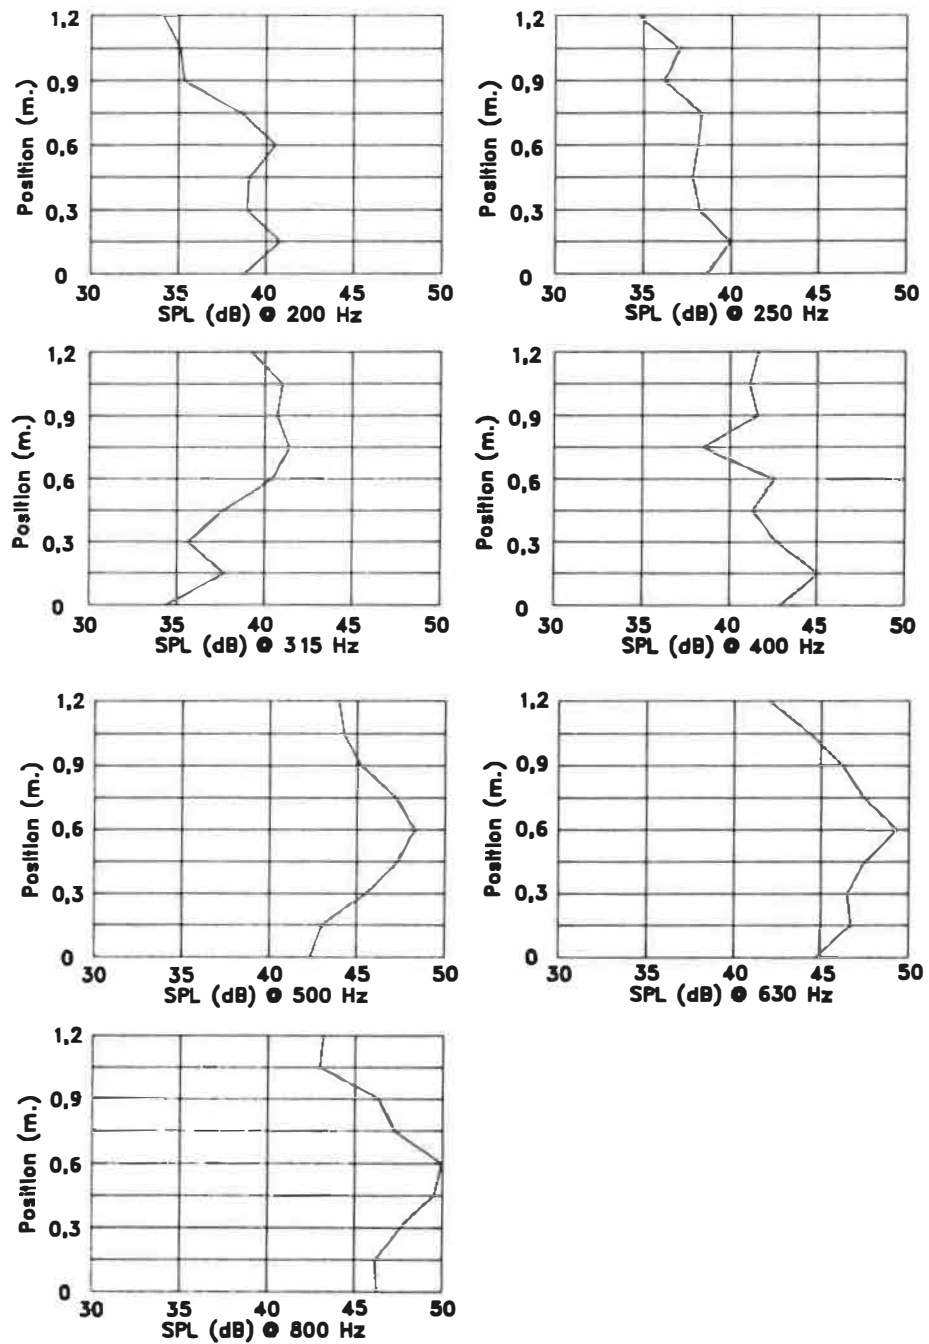 1,2
0,9
0,6
0,3
0
Position (m.)
30 35 40 45 50
SPL (dB) @ 200 Hz
1,2
0,9
0,6
0,3
0
Position (m.)
30 35 40 45 50
SPL (dB) @ 250 Hz
1,2
0,9
0,6
0,3
0
Position (m.)
30 35 40 45 50
SPL (dB) @ 315 Hz
1,2
0,9
0,6
0,3
0
Position (m.)
30 35 40 45 50
SPL (dB) @ 400 Hz
1,2
0,9
0,6
0,3
0
Position (m.)
30 35 40 45 50
SPL (dB) @ 500 Hz
1,2
0,9
0,6
0,3
0
Position (m.)
30 35 40 45 50
SPL (dB) @ 630 Hz
1,2
0,9
0,6
0,3
0
Position (m.)
30 35 40 45 50
SPL (dB) @ 800 Hz